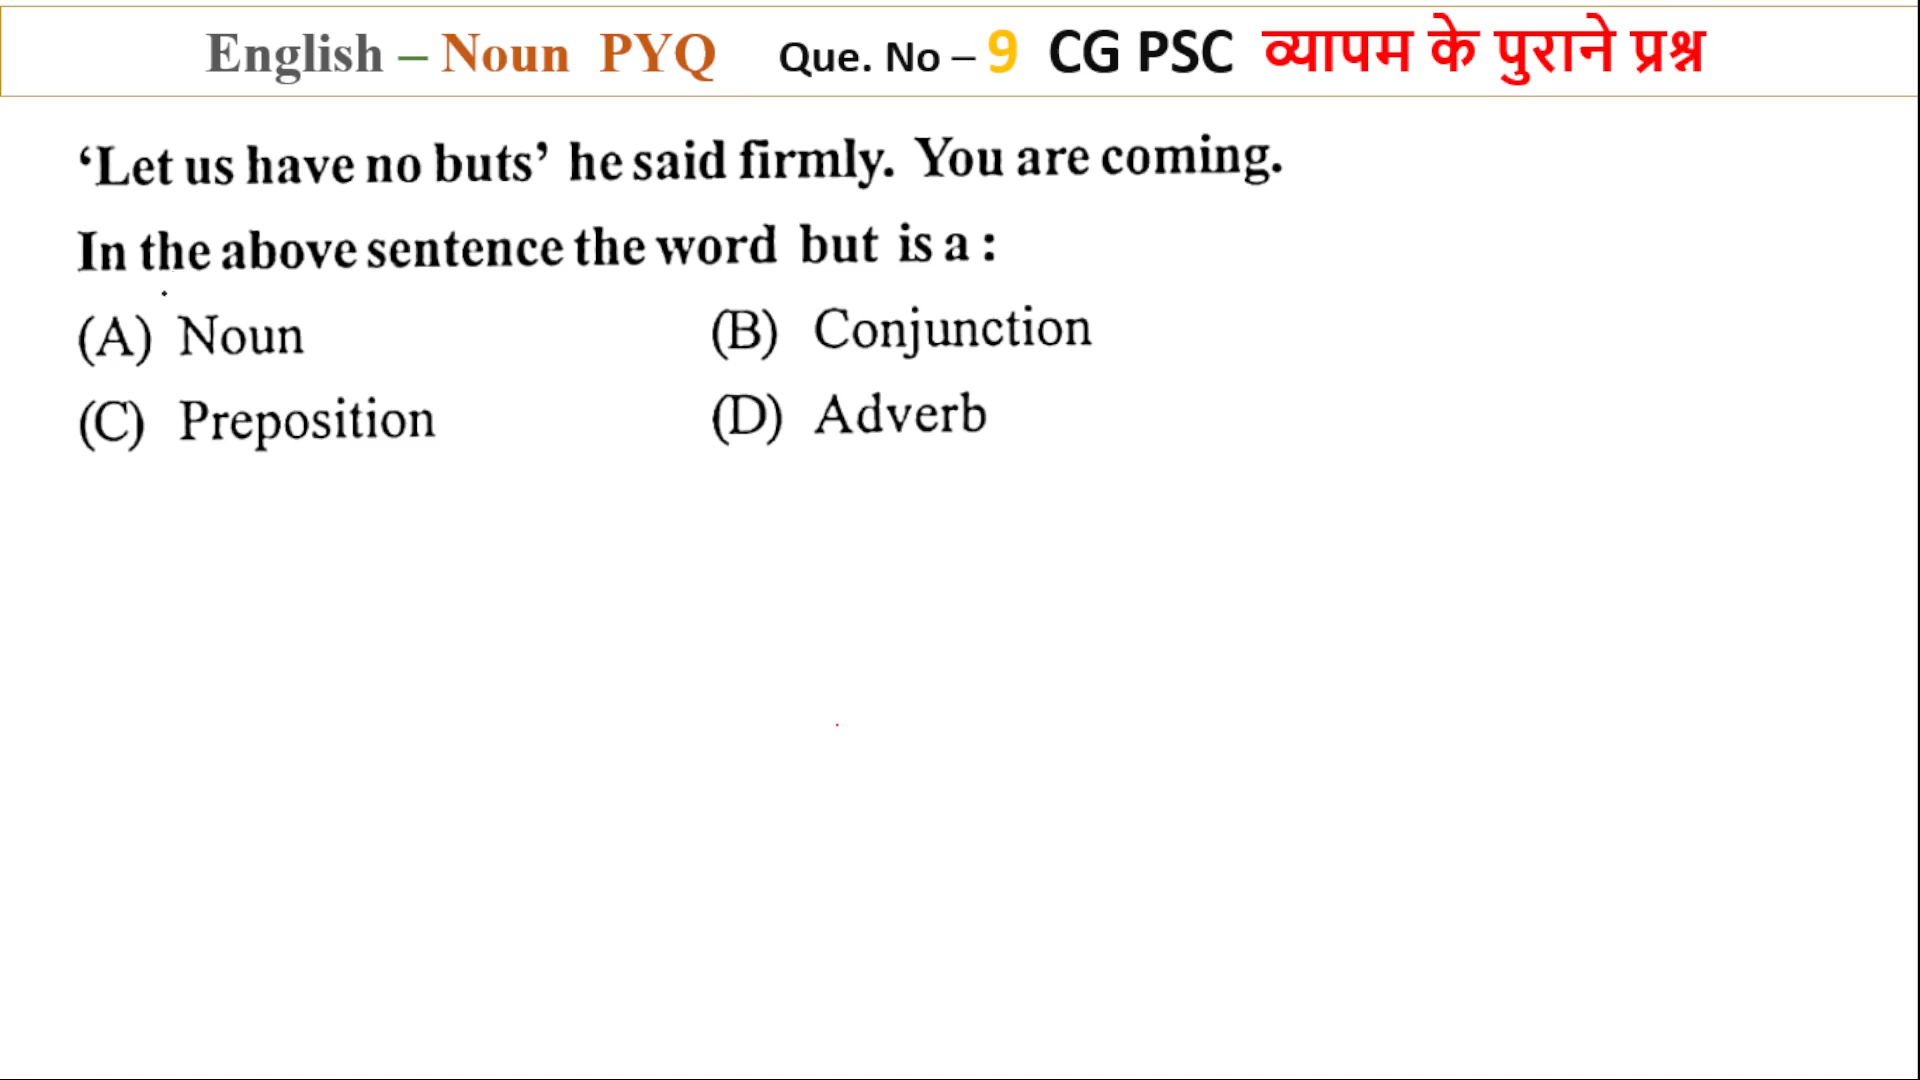 English – Noun PYQ Que. No – 9 CG PSC व्यापम के पुराने प्रश्न
‘Let us have no buts’ he said firmly. You are coming.
In the above sentence the word but is a :
(A) Noun (B) Conjunction
(C) Preposition (D) Adverb